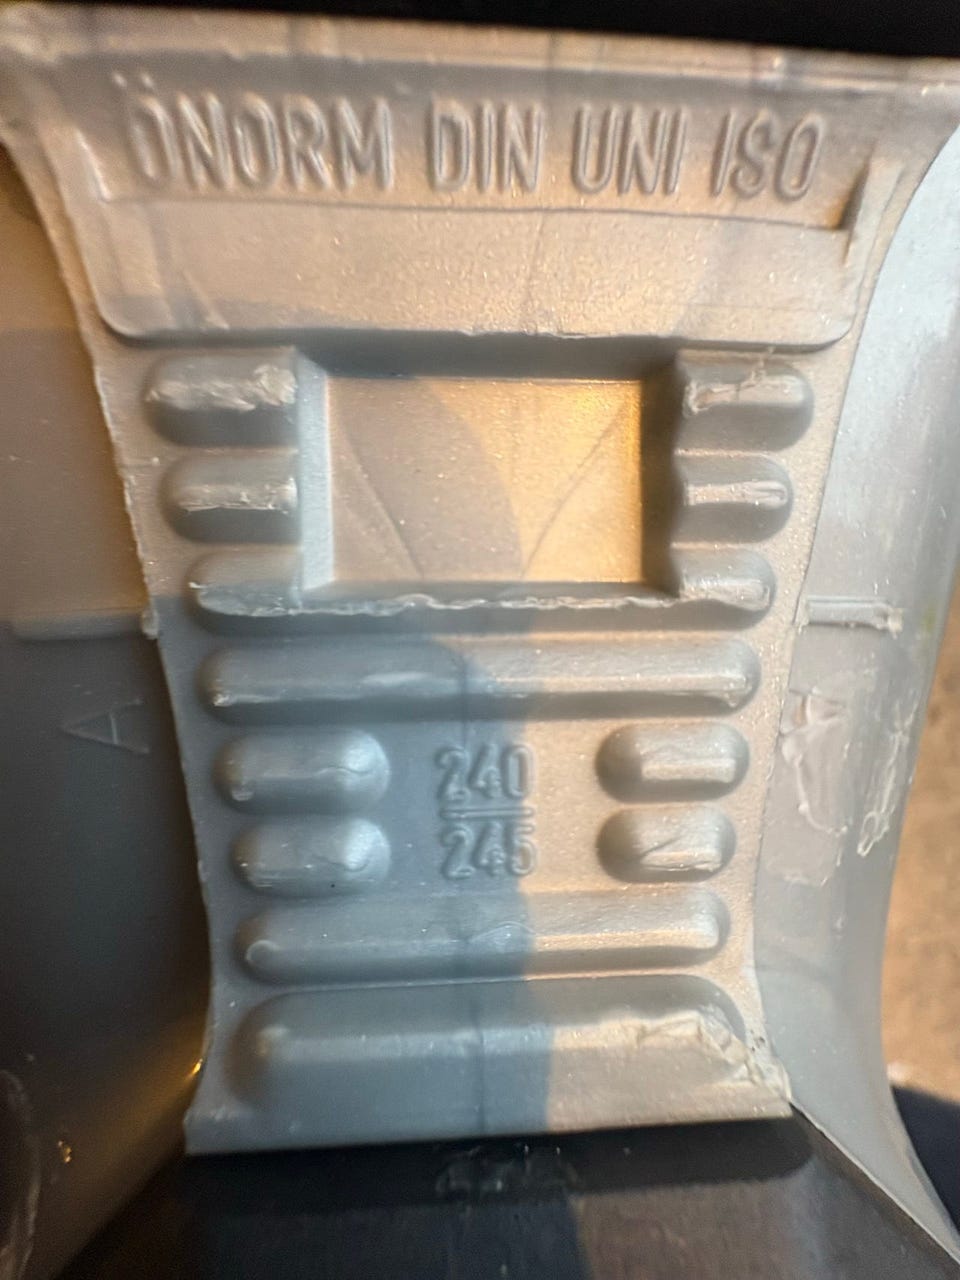 ÖNORM DIN UNI ISO
240
245
A